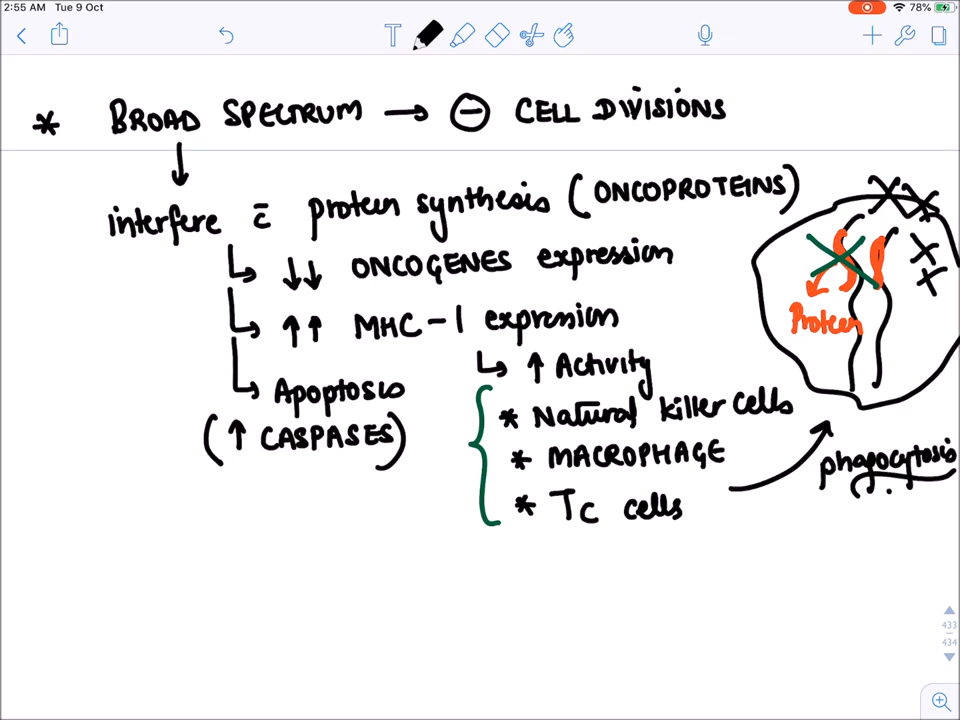 2:55 AM Tue 9 Oct 78%
T
* BROAD SPECTRUM → ⊖ CELL DIVISIONS
↓
interfere c̄ protein synthesis (ONCOPROTEINS)
↳ ↓↓ ONCOGENES expression
↳ ↑↑ MHC-I expression
↳ ↑ Activity
* Natural killer cells
* MACROPHAGE
* Tc cells
↳ Apoptosis
(↑ CASPASES)
Protein
phagocytosis
433
434